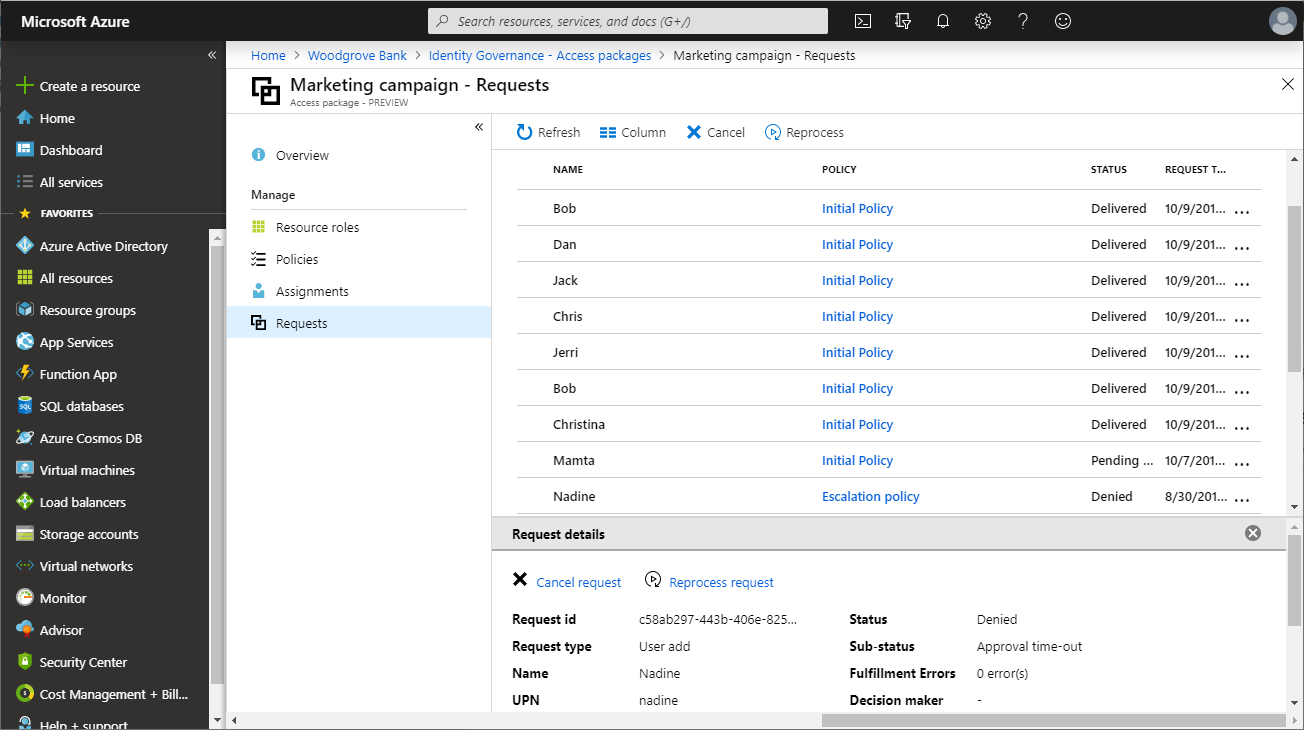 Microsoft Azure
Search resources, services, and docs (G+/)
Home > Woodgrove Bank > Identity Governance - Access packages > Marketing campaign - Requests
Marketing campaign - Requests
Access package - PREVIEW
Create a resource
Home
Dashboard
All services
FAVORITES
Azure Active Directory
All resources
Resource groups
App Services
Function App
SQL databases
Azure Cosmos DB
Virtual machines
Load balancers
Storage accounts
Virtual networks
Monitor
Advisor
Security Center
Cost Management + Bill...
Help + support
Overview
Manage
Resource roles
Policies
Assignments
Requests
Refresh Column Cancel Reprocess
NAME POLICY STATUS REQUEST T...
Bob Initial Policy Delivered 10/9/201... ...
Dan Initial Policy Delivered 10/9/201... ...
Jack Initial Policy Delivered 10/9/201... ...
Chris Initial Policy Delivered 10/9/201... ...
Jerri Initial Policy Delivered 10/9/201... ...
Bob Initial Policy Delivered 10/9/201... ...
Christina Initial Policy Delivered 10/9/201... ...
Mamta Initial Policy Pending ... 10/7/201... ...
Nadine Escalation policy Denied 8/30/201... ...
Request details
Cancel request Reprocess request
Request id c58ab297-443b-406e-825... Status Denied
Request type User add Sub-status Approval time-out
Name Nadine Fulfillment Errors 0 error(s)
UPN nadine Decision maker -